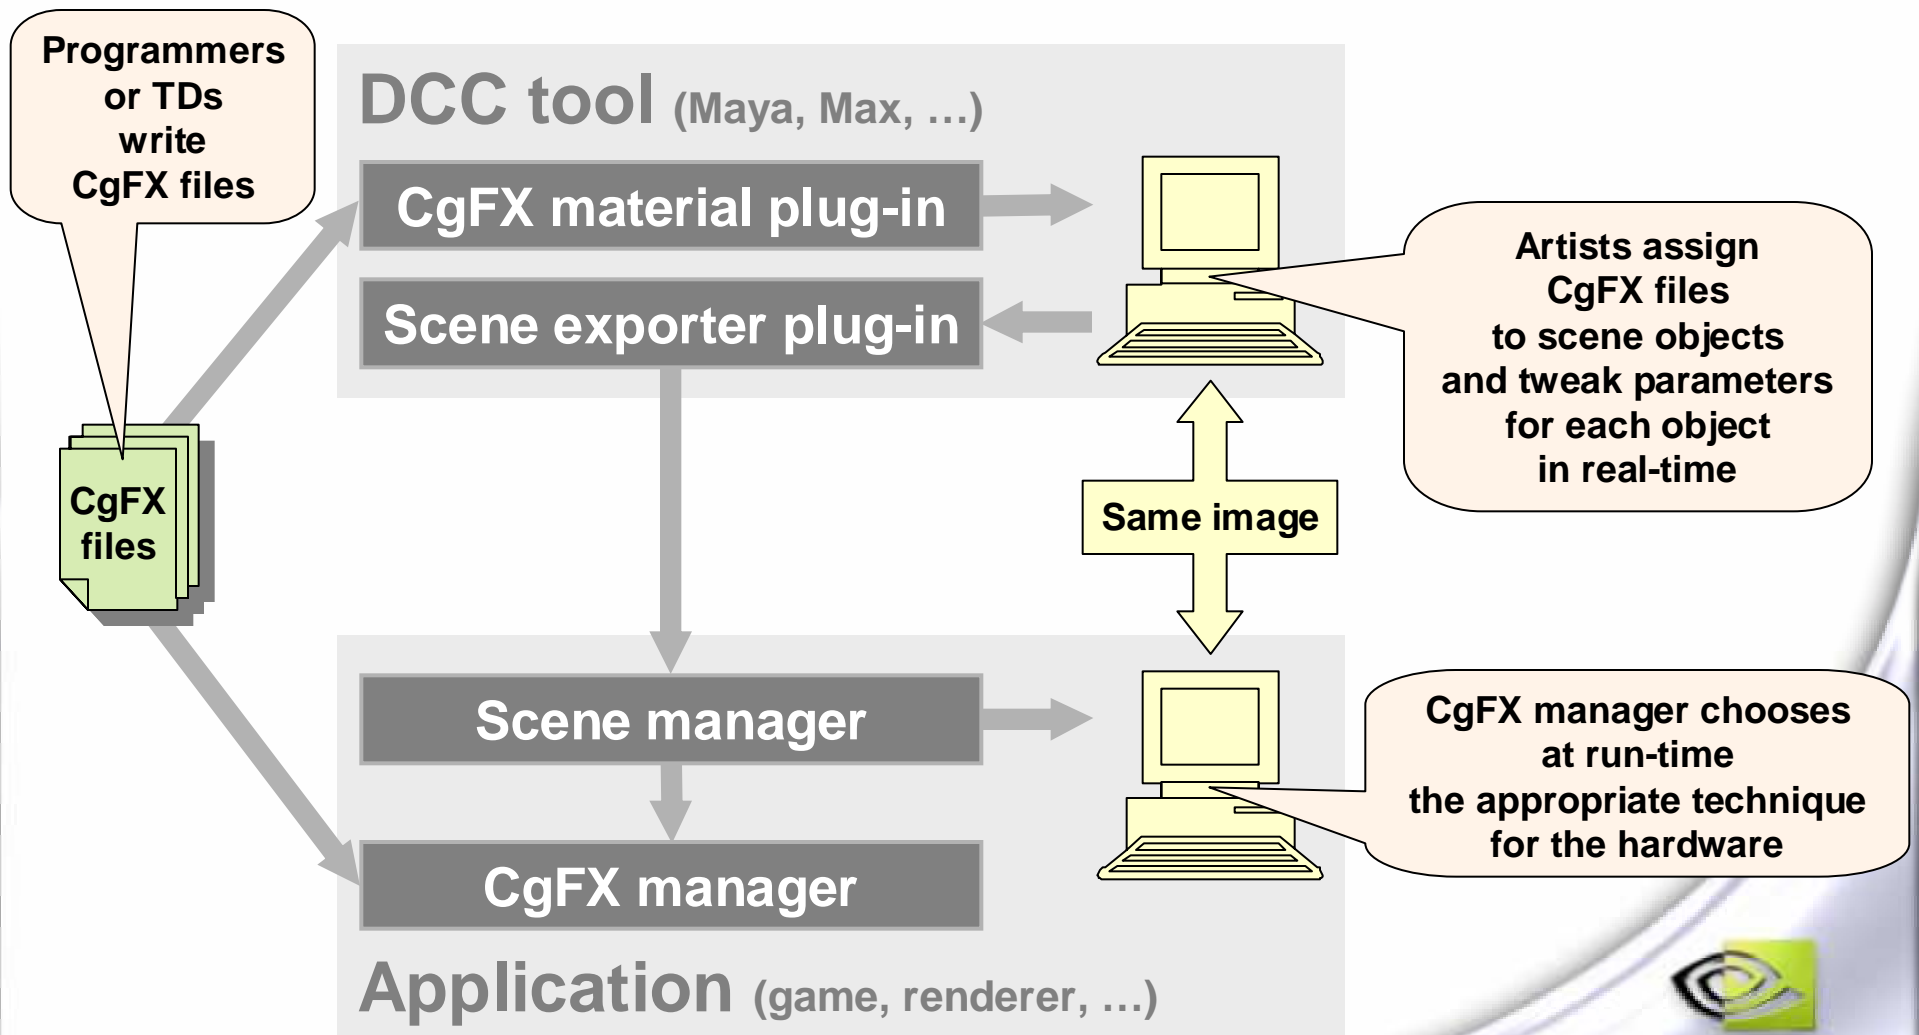 Programmers
or TDs
write
CgFX files
DCC tool (Maya, Max, …)
CgFX material plug-in
Scene exporter plug-in
Artists assign
CgFX files
to scene objects
and tweak parameters
for each object
in real-time
CgFX
files
Same image
Scene manager
CgFX manager
CgFX manager chooses
at run-time
the appropriate technique
for the hardware
Application (game, renderer, …)